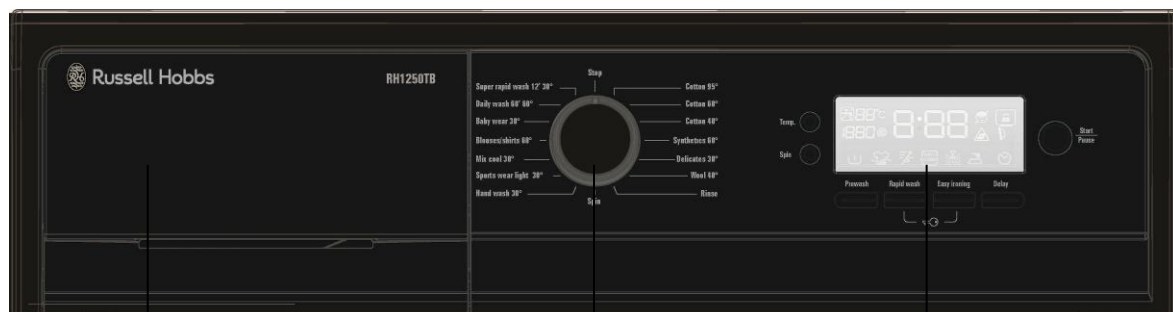 Russell Hobbs
RH1250TB
Stop
Super rapid wash 12' 30°
Daily wash 60' 60°
Baby wear 30°
Blouses/shirts 60°
Mix cool 30°
Sports wear light 30°
Hand wash 30°
Spin
Cotton 95°
Cotton 60°
Cotton 40°
Synthetics 60°
Delicates 30°
Wool 40°
Rinse
Temp.
Spin
Start
Pause
Prewash Rapid wash Easy ironing Delay